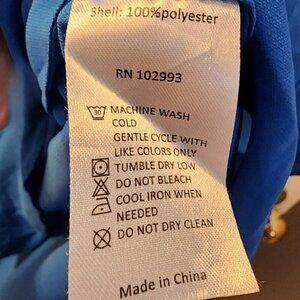 Shell: 100%polyester
RN 102993
MACHINE WASH
COLD
GENTLE CYCLE WITH
LIKE COLORS ONLY
TUMBLE DRY LOW
DO NOT BLEACH
COOL IRON WHEN
NEEDED
DO NOT DRY CLEAN
Made in China